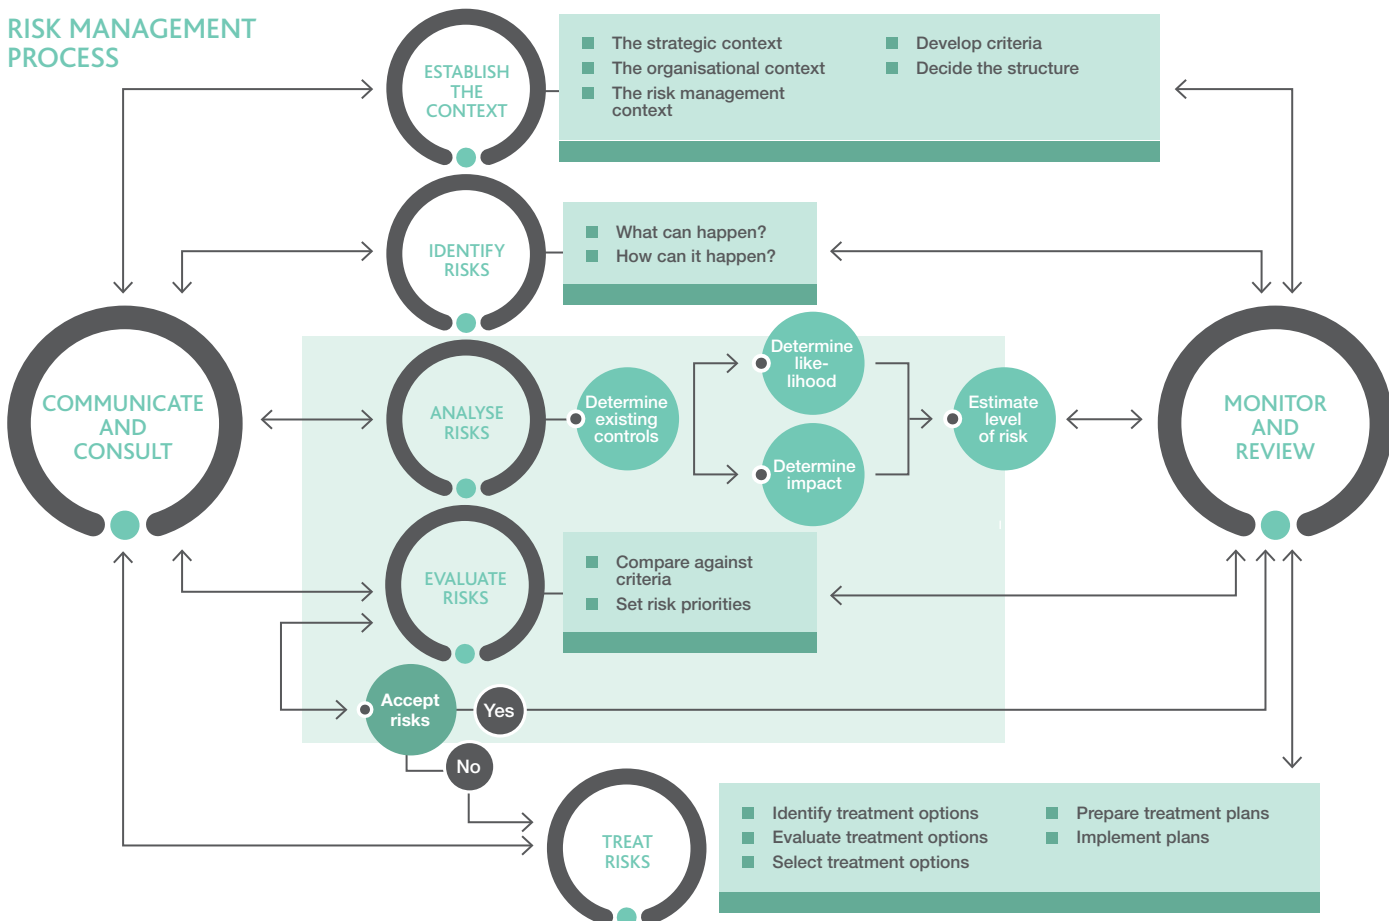 RISK MANAGEMENT
PROCESS
ESTABLISH
THE
CONTEXT
The strategic context
The organisational context
The risk management
context
Develop criteria
Decide the structure
IDENTIFY
RISKS
What can happen?
How can it happen?
COMMUNICATE
AND
CONSULT
ANALYSE
RISKS
Determine
existing
controls
Determine
like-
lihood
Determine
impact
Estimate
level
of risk
MONITOR
AND
REVIEW
EVALUATE
RISKS
Compare against
criteria
Set risk priorities
Accept
risks
Yes
No
TREAT
RISKS
Identify treatment options
Evaluate treatment options
Select treatment options
Prepare treatment plans
Implement plans